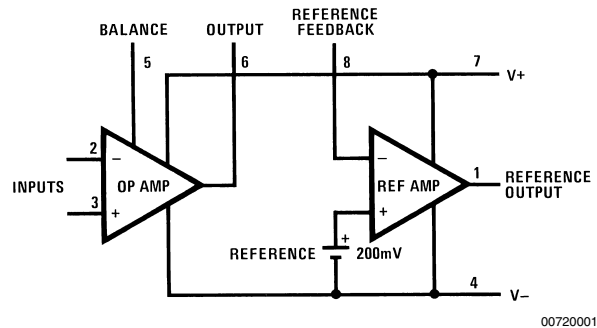 BALANCE
OUTPUT
REFERENCE
FEEDBACK
5
6
8
7
V+
2
−
INPUTS
OP AMP
3
+
−
REF AMP
+
1
REFERENCE
OUTPUT
REFERENCE
+
200mV
4
V−
00720001